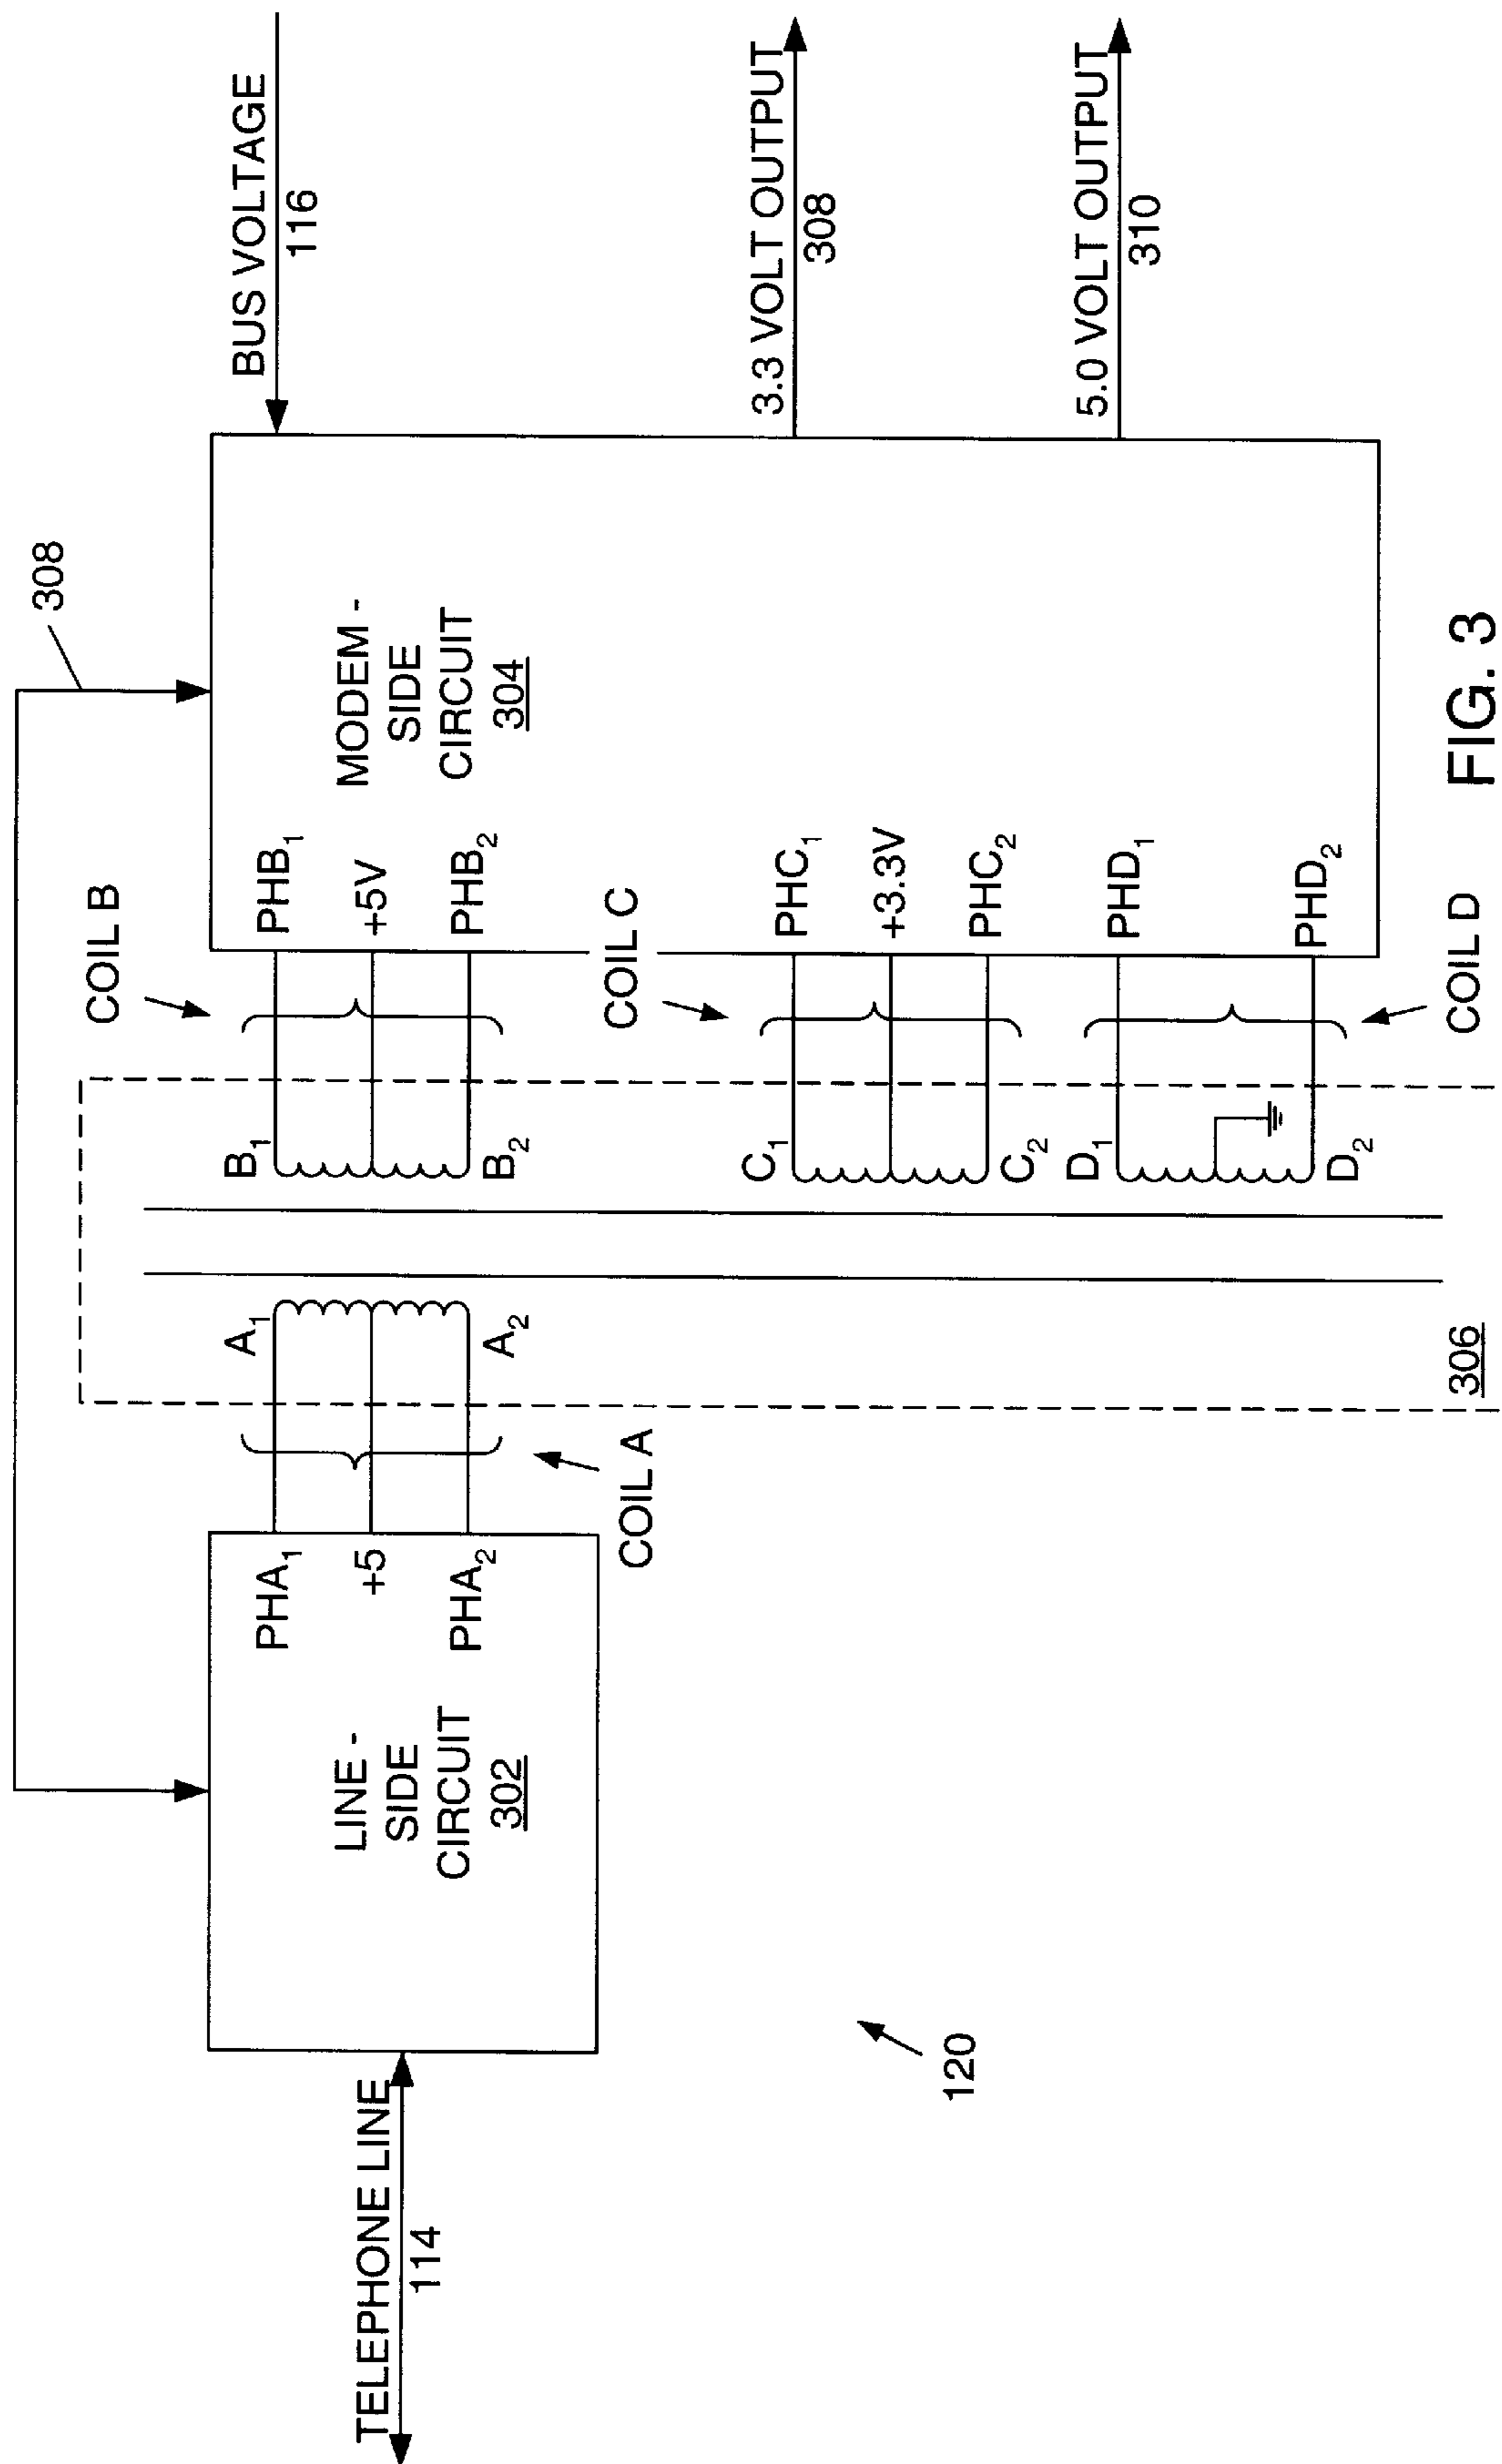 308
BUS VOLTAGE
116
3.3 VOLT OUTPUT
308
5.0 VOLT OUTPUT
310
MODEM -
SIDE
CIRCUIT
304
PHB₁
+5V
PHB₂
PHC₁
+3.3V
PHC₂
PHD₁
PHD₂
COIL B
COIL C
COIL D
B₁
B₂
C₁
C₂
D₁
D₂
A₁
A₂
COIL A
306
PHA₁
+5
PHA₂
LINE -
SIDE
CIRCUIT
302
TELEPHONE LINE
114
120
FIG. 3